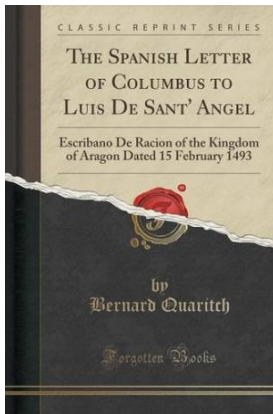 CLASSIC REPRINT SERIES
THE SPANISH LETTER
OF COLUMBUS TO
LUIS DE SANT' ANGEL
Escribano De Racion of the Kingdom
of Aragon Dated 15 February 1493
by
Bernard Quaritch
Forgotten Books